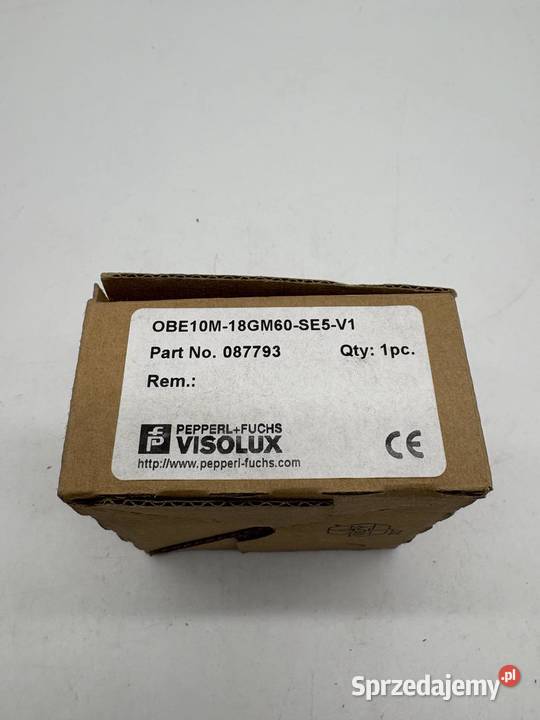 OBE10M-18GM60-SE5-V1
Part No. 087793 Qty: 1pc.
Rem.:
PEPPERL+FUCHS
VISOLUX
http://www.pepperl-fuchs.com
CE
Sprzedajemy.pl